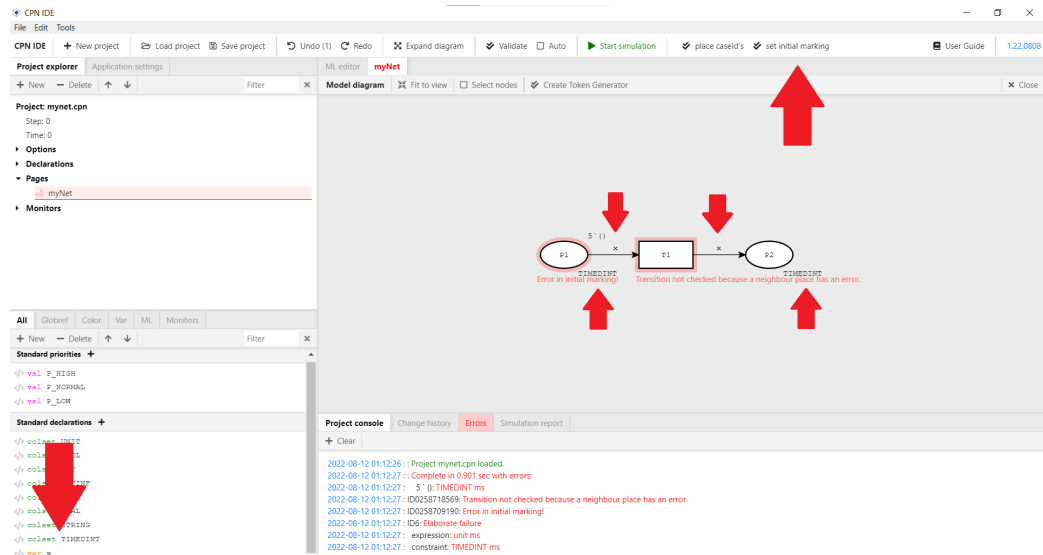 CPN IDE
File Edit Tools
CPN IDE + New project Load project Save project Undo (1) Redo Expand diagram Validate Auto Start simulation place caseId's set initial marking User Guide 1.22.0808
Project explorer Application settings ML editor myNet
+ New − Delete Filter Model diagram Fit to view Select nodes Create Token Generator Close
Project: mynet.cpn
Step: 0
Time: 0
Options
Declarations
Pages
myNet
Monitors
5`()
x x
P1 T1 P2
TIMEDINT TIMEDINT
Error in initial marking! Transition not checked because a neighbour place has an error.
All Globref Color Var ML Monitors
+ New − Delete Filter
Standard priorities +
</> val P_HIGH
</> val P_NORMAL
</> val P_LOW
Standard declarations +
</> colset UNIT
</> colset STRING
</> colset TIMEDINT
</> var x
Project console Change history Errors Simulation report
+ Clear
2022-08-12 01:12:26 : : Project mynet.cpn loaded.
2022-08-12 01:12:27 : : Complete in 0.901 sec with errors:
2022-08-12 01:12:27 : 5 ` (): TIMEDINT ms
2022-08-12 01:12:27 : ID0258718569: Transition not checked because a neighbour place has an error.
2022-08-12 01:12:27 : ID0258709190: Error in initial marking!
2022-08-12 01:12:27 : ID6: Elaborate failure
2022-08-12 01:12:27 : expression: unit ms
2022-08-12 01:12:27 : constraint: TIMEDINT ms